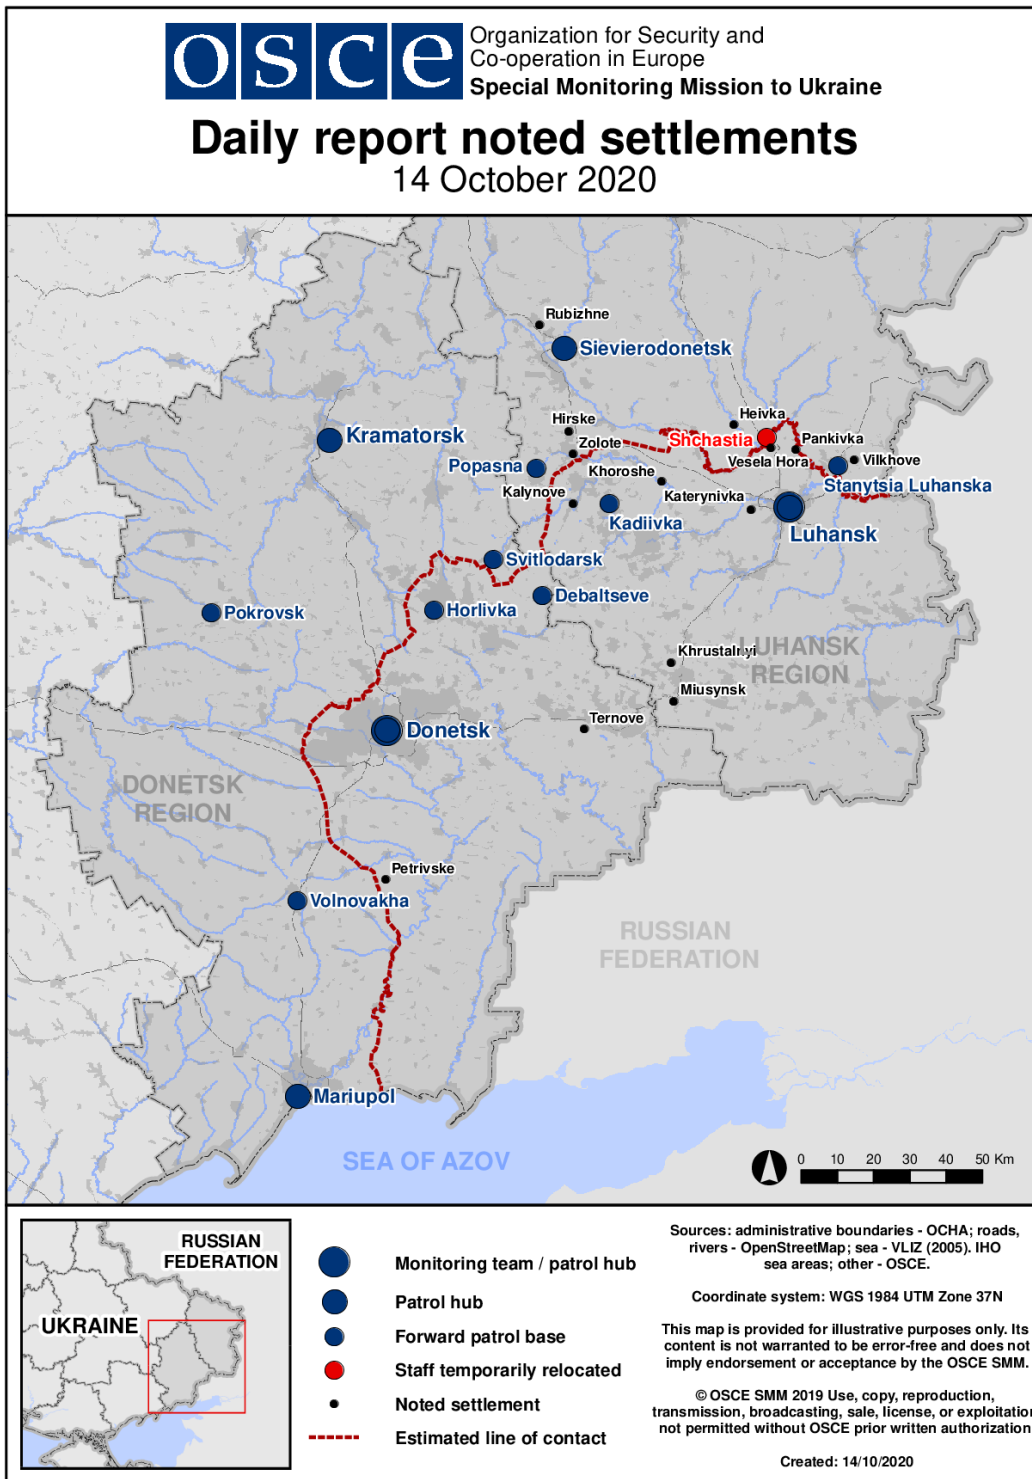 osce
Organization for Security and
Co-operation in Europe
Special Monitoring Mission to Ukraine
Daily report noted settlements
14 October 2020
Rubizhne
Sievierodonetsk
Heivka
Hirske
Shchastia
Kramatorsk
Zolote
Pankivka
Vesela Hora
Vilkhove
Popasna
Khoroshe
Stanytsia Luhanska
Kalynove
Katerynivka
Kadiivka
Luhansk
Svitlodarsk
Debaltseve
Horlivka
Pokrovsk
Khrustalnyi
LUHANSK
REGION
Miusynsk
Ternove
Donetsk
DONETSK
REGION
Petrivske
Volnovakha
RUSSIAN
FEDERATION
Mariupol
SEA OF AZOV
0 10 20 30 40 50 Km
RUSSIAN
FEDERATION
UKRAINE
Monitoring team / patrol hub
Patrol hub
Forward patrol base
Staff temporarily relocated
Noted settlement
Estimated line of contact
Sources: administrative boundaries - OCHA; roads,
rivers - OpenStreetMap; sea - VLIZ (2005). IHO
sea areas; other - OSCE.
Coordinate system: WGS 1984 UTM Zone 37N
This map is provided for illustrative purposes only. Its
content is not warranted to be error-free and does not
imply endorsement or acceptance by the OSCE SMM.
© OSCE SMM 2019 Use, copy, reproduction,
transmission, broadcasting, sale, license, or exploitation
not permitted without OSCE prior written authorization
Created: 14/10/2020